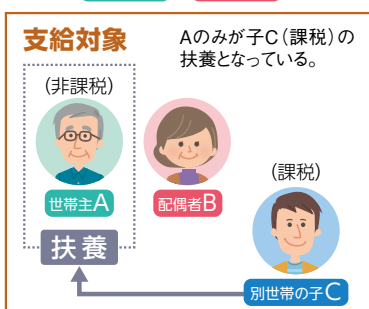 支給対象
Aのみが子C(課税)の
扶養となっている。
(非課税)
世帯主A
配偶者B
(課税)
扶養
別世帯の子C